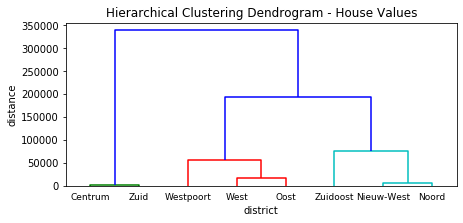 Hierarchical Clustering Dendrogram - House Values
350000
300000
250000
200000
150000
100000
50000
0
distance
Centrum Zuid Westpoort West Oost Zuidoost Nieuw-West Noord
district